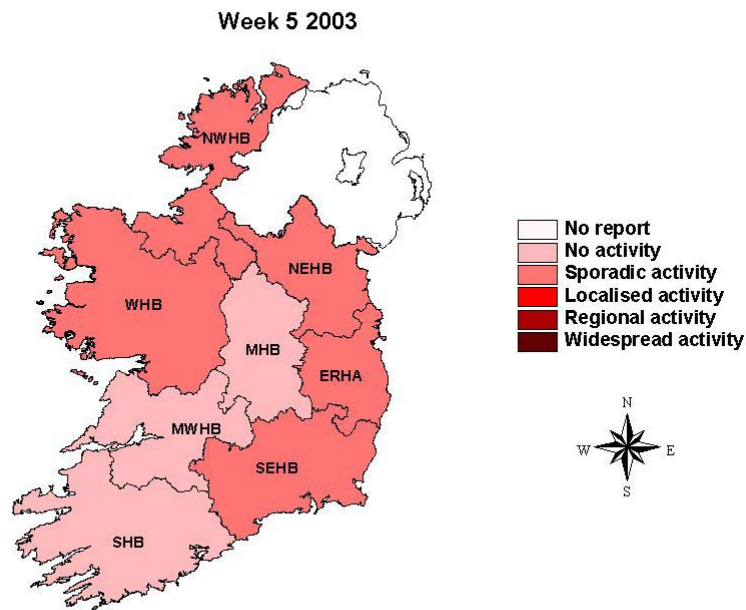 Week 5 2003
NWHB
NEHB
WHB
MHB
ERHA
MWHB
SEHB
SHB
No report
No activity
Sporadic activity
Localised activity
Regional activity
Widespread activity
N
W E
S